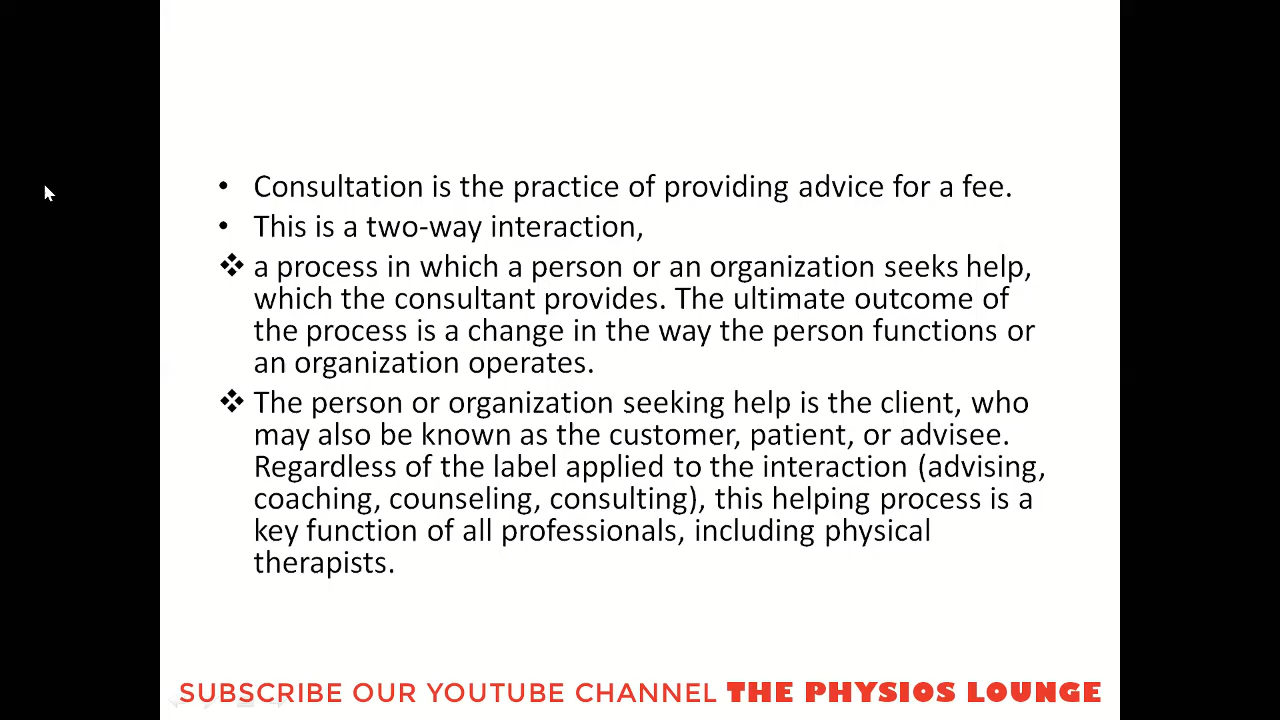 • Consultation is the practice of providing advice for a fee.
• This is a two-way interaction,
❖ a process in which a person or an organization seeks help,
which the consultant provides. The ultimate outcome of
the process is a change in the way the person functions or
an organization operates.
❖ The person or organization seeking help is the client, who
may also be known as the customer, patient, or advisee.
Regardless of the label applied to the interaction (advising,
coaching, counseling, consulting), this helping process is a
key function of all professionals, including physical
therapists.
SUBSCRIBE OUR YOUTUBE CHANNEL THE PHYSIOS LOUNGE